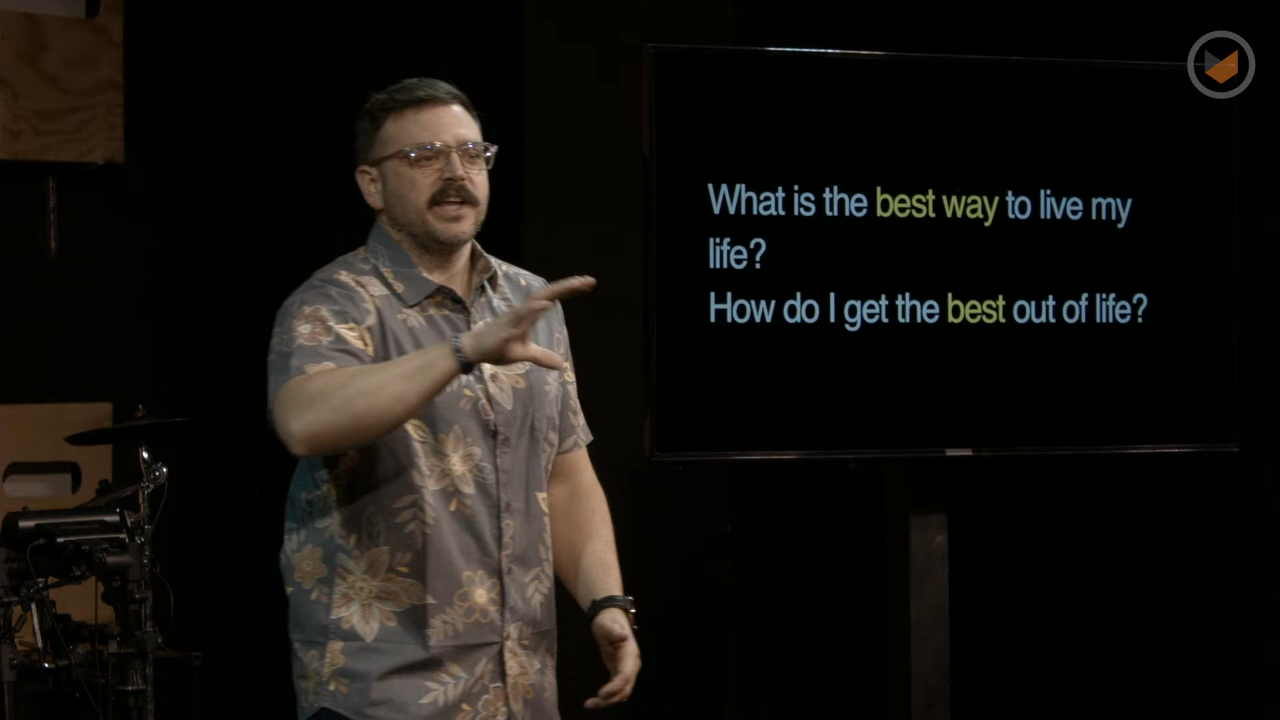 What is the best way to live my
life?
How do I get the best out of life?